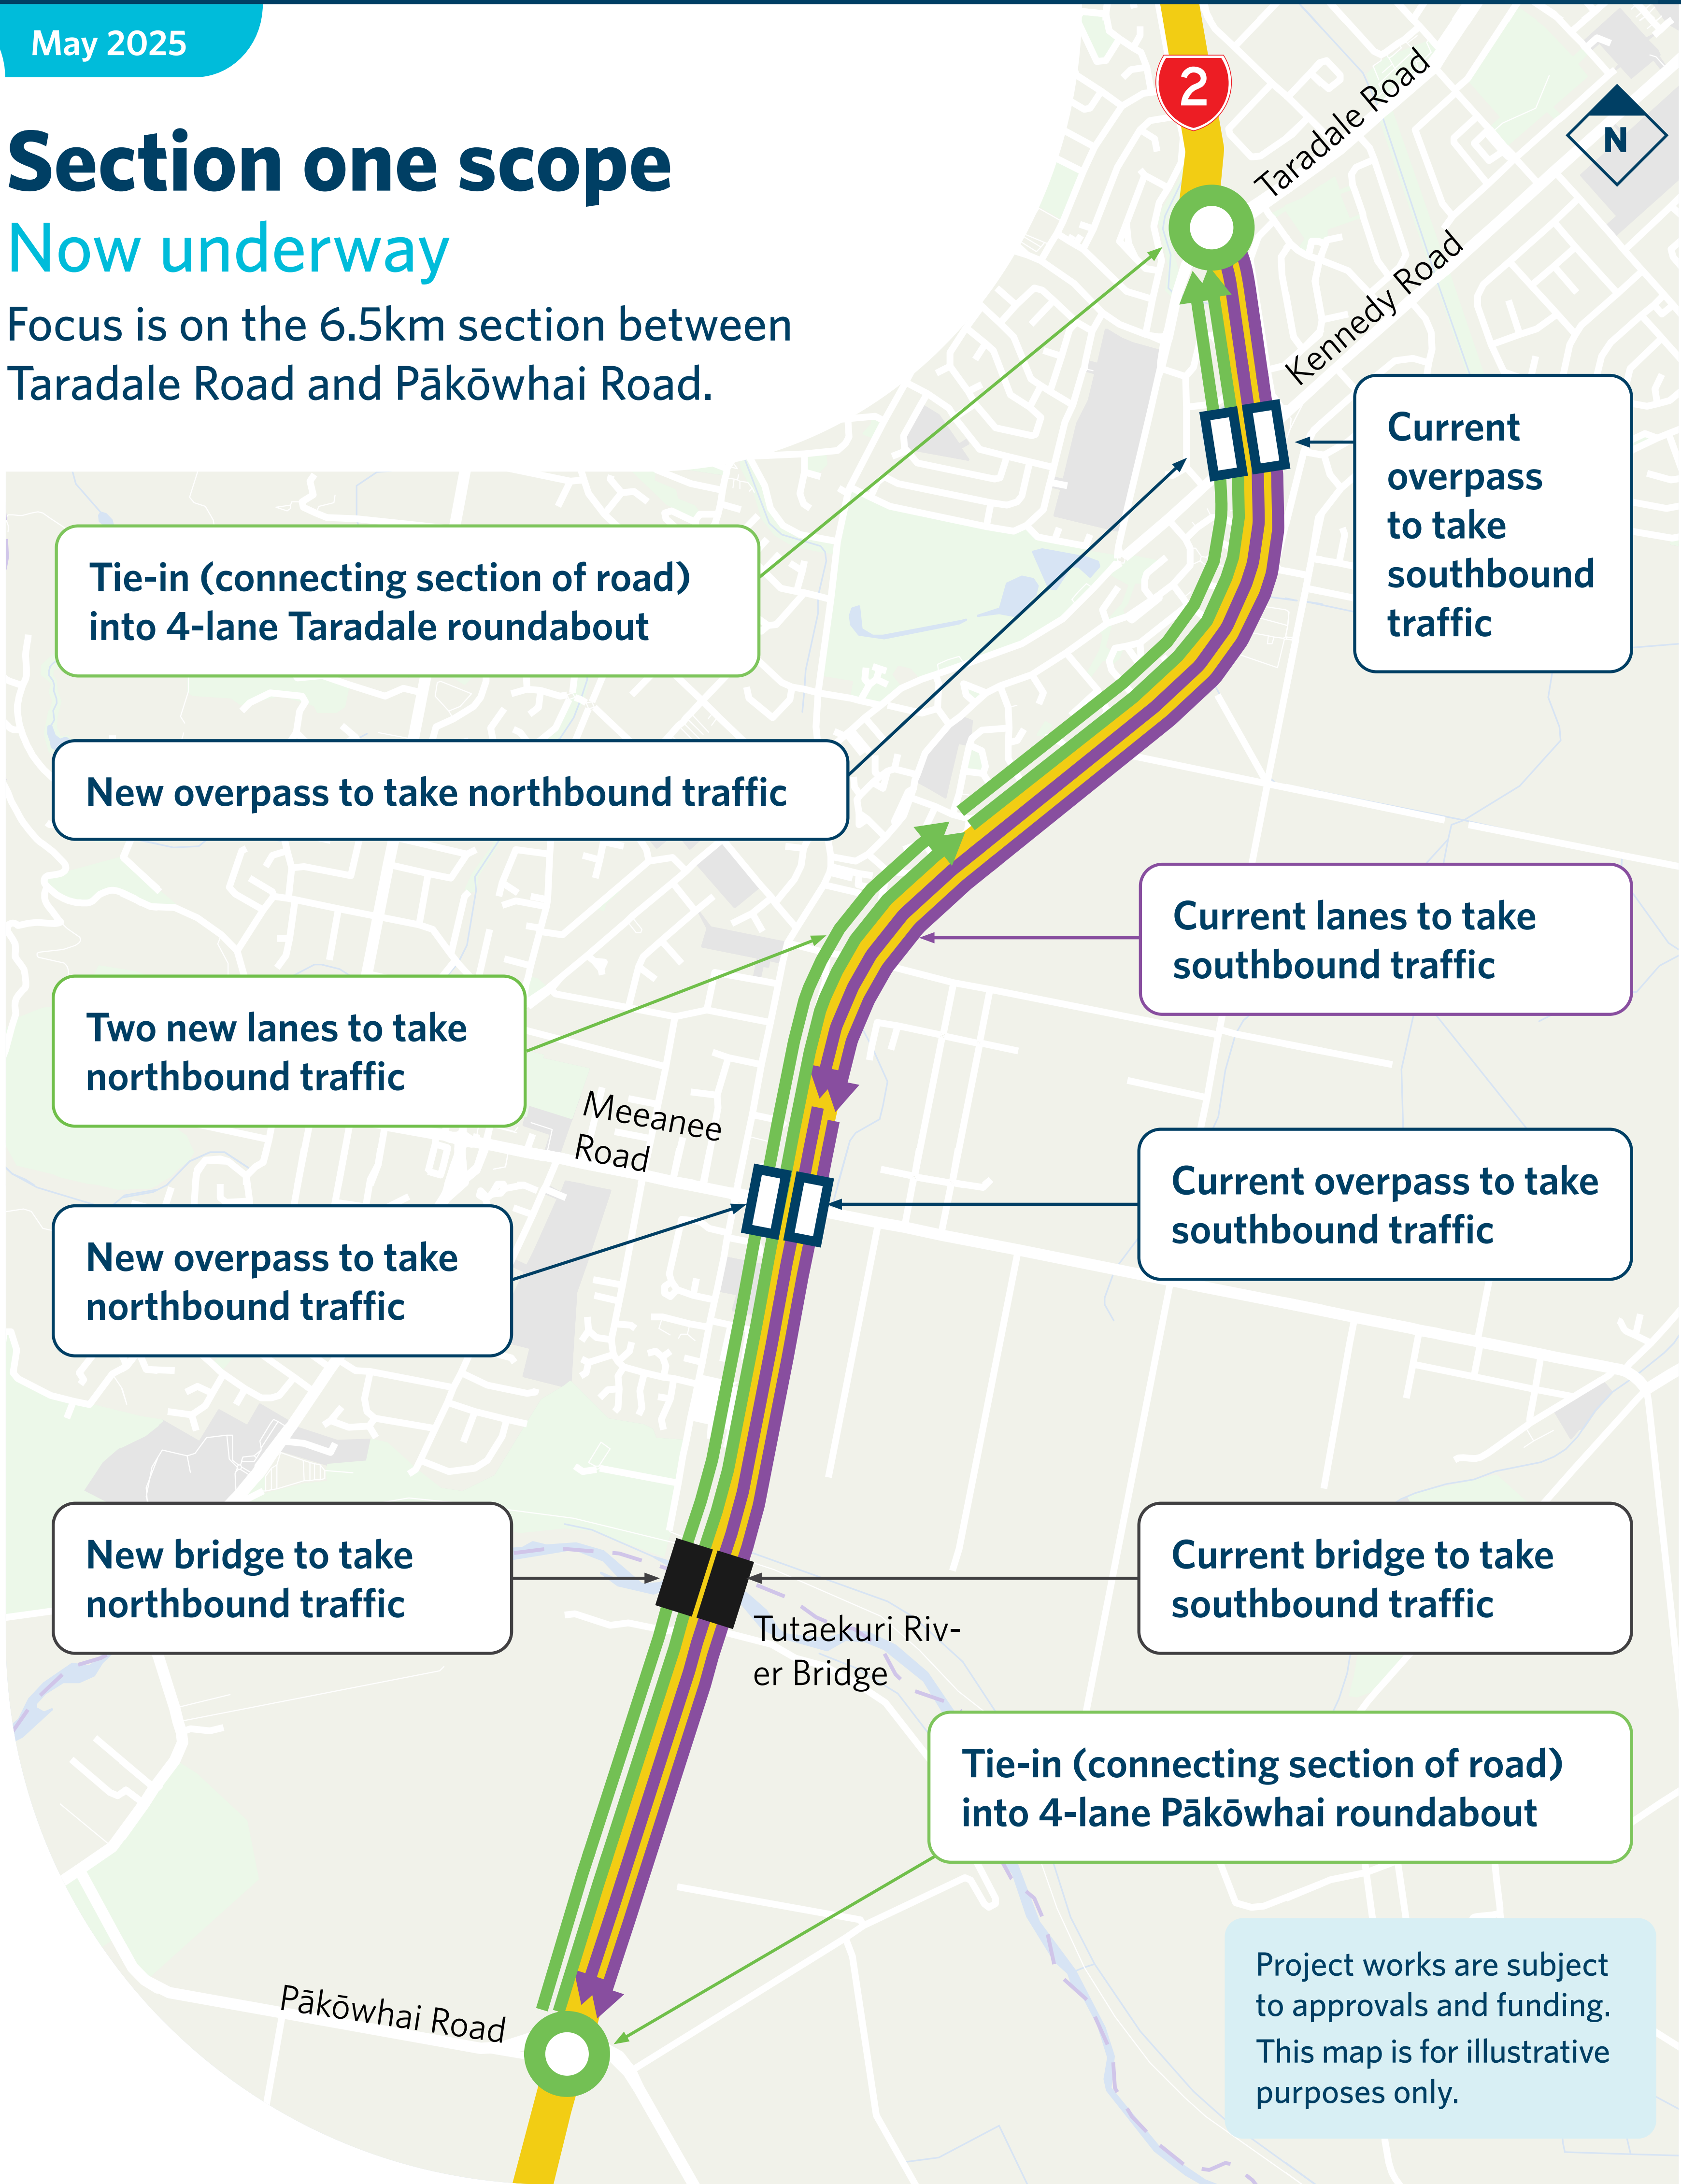 May 2025
Section one scope
Now underway
Focus is on the 6.5km section between
Taradale Road and Pākōwhai Road.
2
Taradale Road
N
Kennedy Road
Current
overpass
to take
southbound
traffic
Tie-in (connecting section of road)
into 4-lane Taradale roundabout
New overpass to take northbound traffic
Current lanes to take
southbound traffic
Two new lanes to take
northbound traffic
Meeanee
Road
Current overpass to take
southbound traffic
New overpass to take
northbound traffic
New bridge to take
northbound traffic
Current bridge to take
southbound traffic
Tutaekuri Riv-
er Bridge
Tie-in (connecting section of road)
into 4-lane Pākōwhai roundabout
Pākōwhai Road
Project works are subject
to approvals and funding.
This map is for illustrative
purposes only.